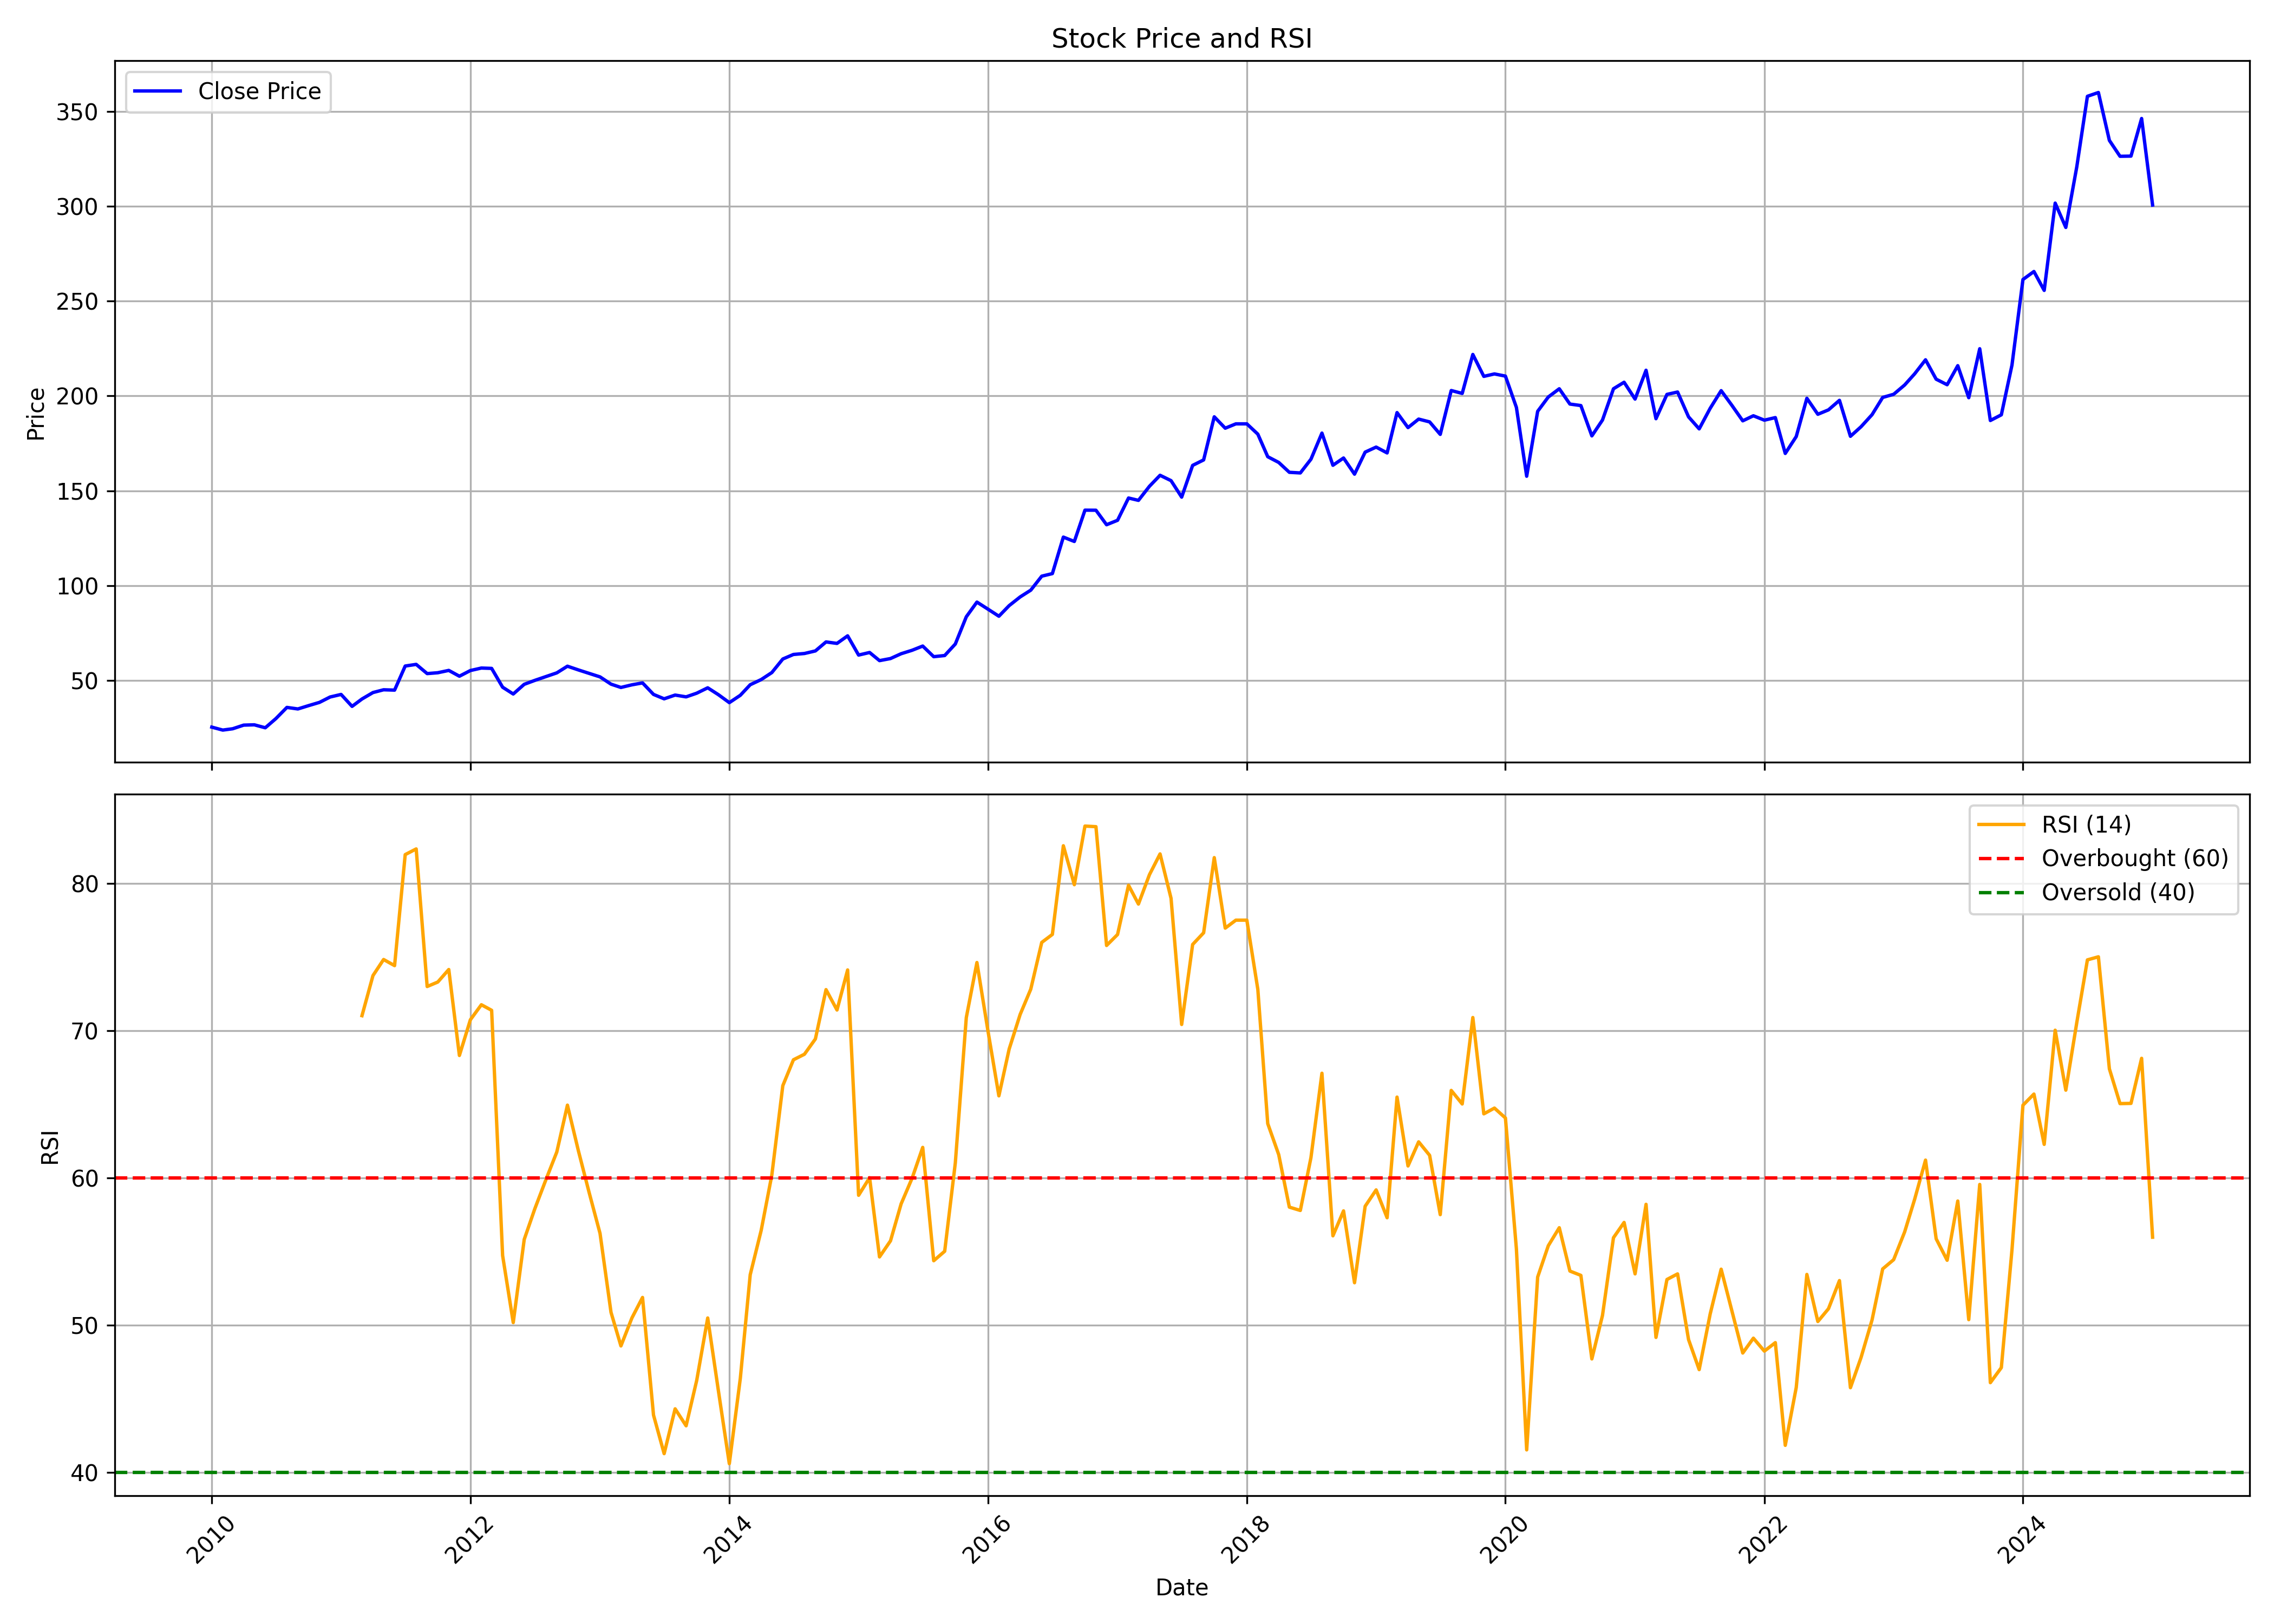 Stock Price and RSI
Close Price
350
300
250
200
150
100
50
Price
RSI (14)
Overbought (60)
Oversold (40)
80
70
60
50
40
RSI
2010
2012
2014
2016
2018
2020
2022
2024
Date